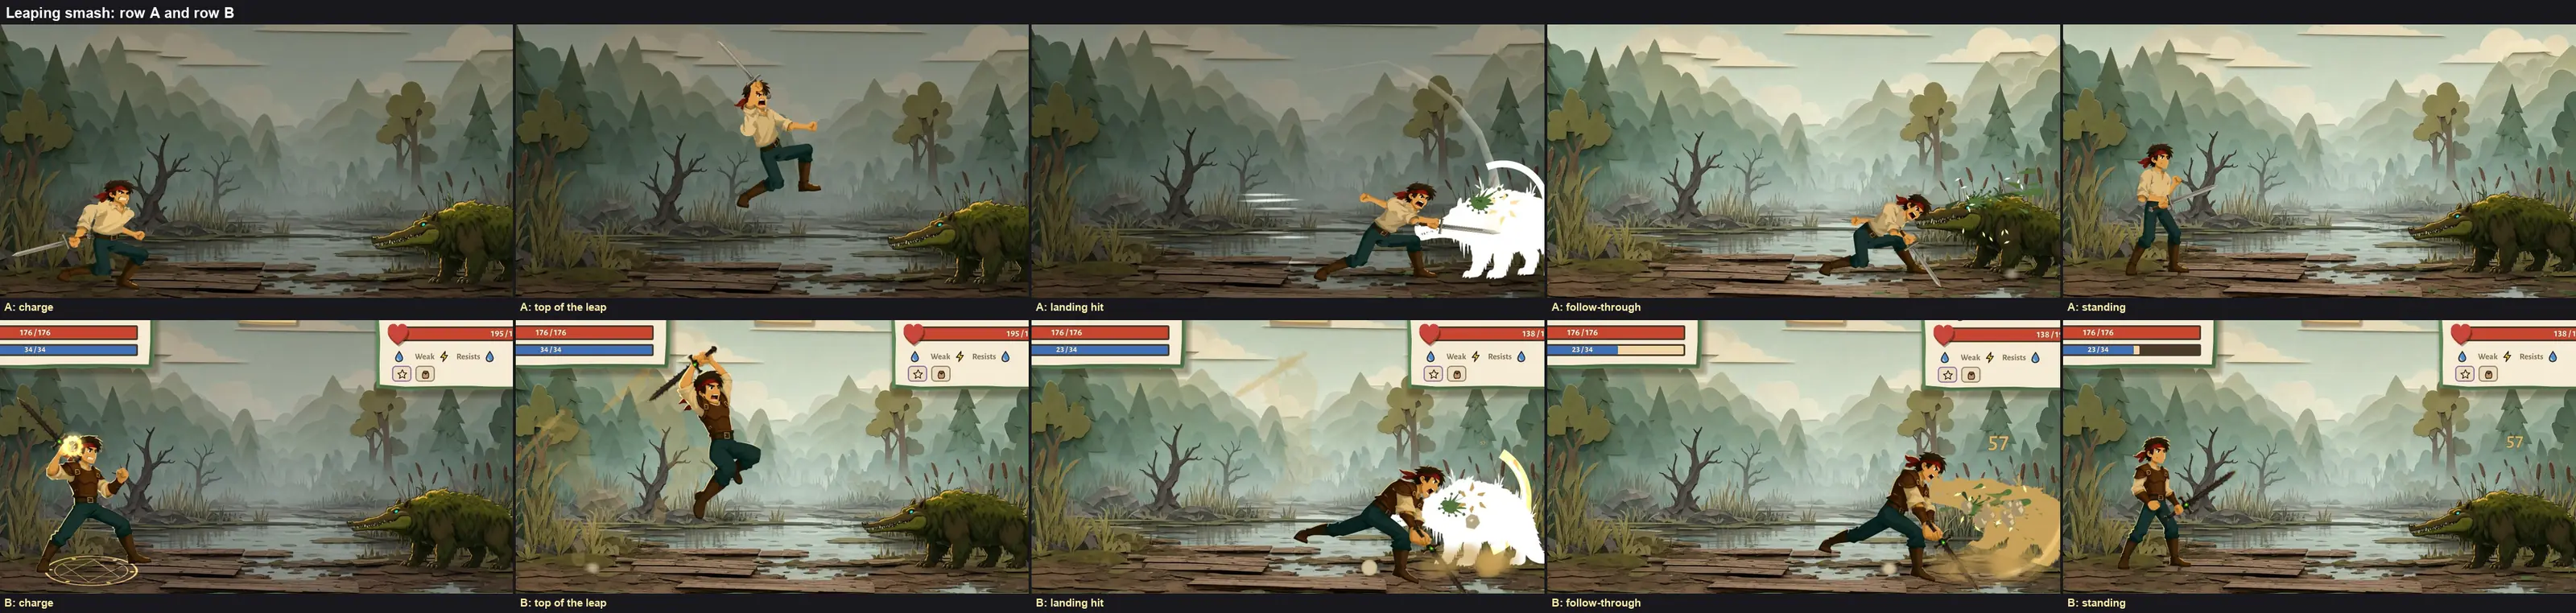 Leaping smash: row A and row B
A: charge
A: top of the leap
A: landing hit
A: follow-through
A: standing
176/176
34/34
195/1
Weak
Resists
176/176
34/34
195/1
Weak
Resists
176/176
23/34
138/1
Weak
Resists
176/176
23/34
138/1
Weak
Resists
57
176/176
23/34
138/1
Weak
Resists
57
B: charge
B: top of the leap
B: landing hit
B: follow-through
B: standing